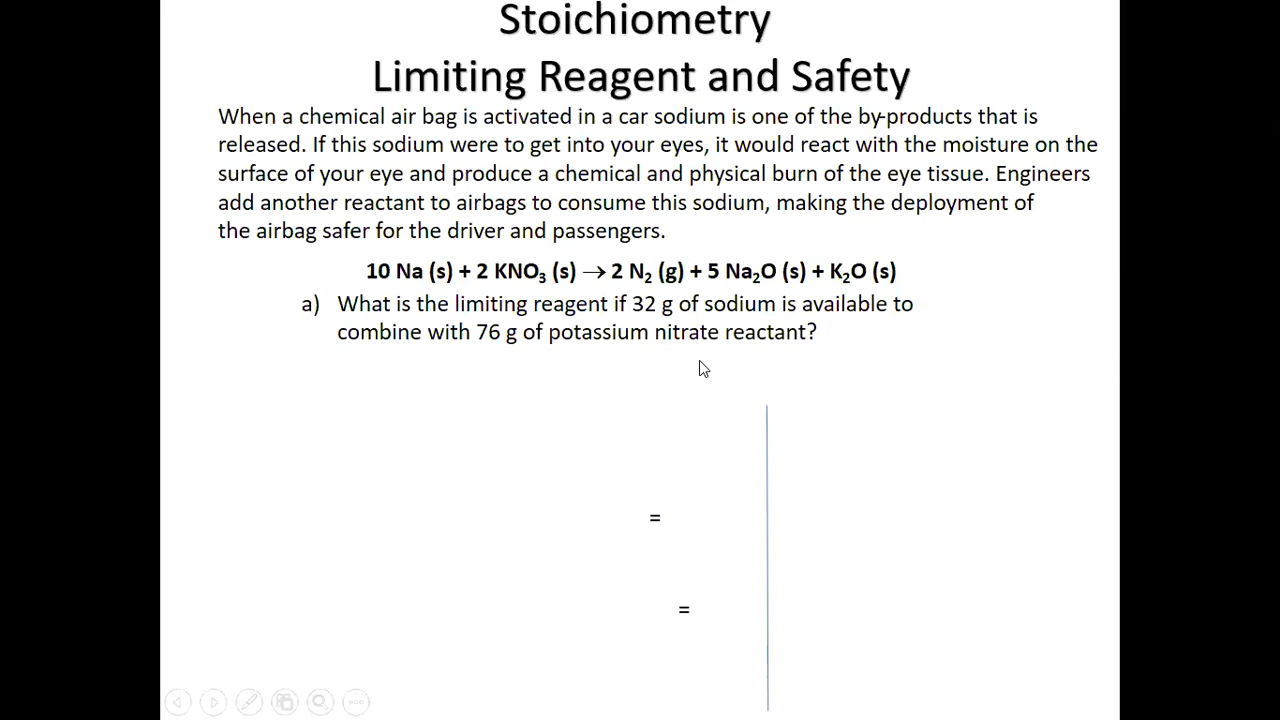 Stoichiometry
Limiting Reagent and Safety
When a chemical air bag is activated in a car sodium is one of the by-products that is
released. If this sodium were to get into your eyes, it would react with the moisture on the
surface of your eye and produce a chemical and physical burn of the eye tissue. Engineers
add another reactant to airbags to consume this sodium, making the deployment of
the airbag safer for the driver and passengers.
10 Na (s) + 2 KNO₃ (s) → 2 N₂ (g) + 5 Na₂O (s) + K₂O (s)
a) What is the limiting reagent if 32 g of sodium is available to
combine with 76 g of potassium nitrate reactant?
=
=